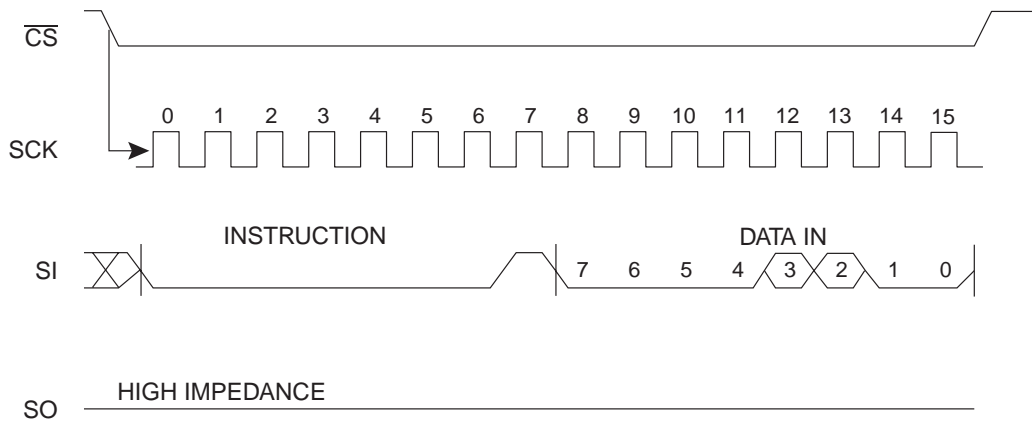 CS
0 1 2 3 4 5 6 7 8 9 10 11 12 13 14 15
SCK
INSTRUCTION DATA IN
SI 7 6 5 4 3 2 1 0
HIGH IMPEDANCE
SO